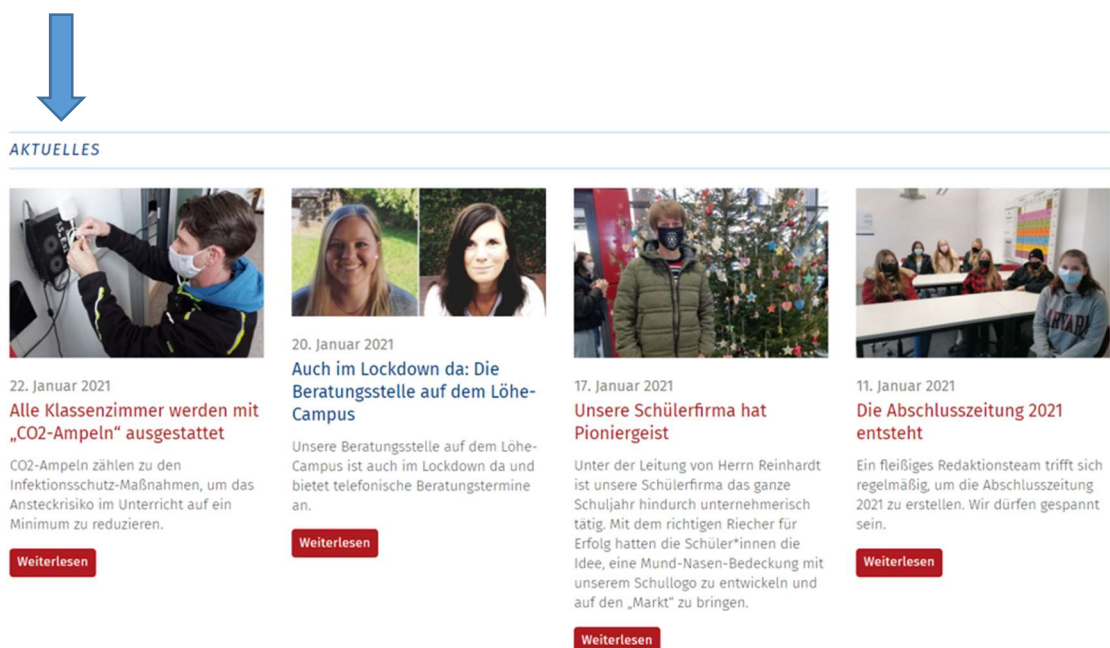 AKTUELLES
22. Januar 2021
Alle Klassenzimmer werden mit
„CO2-Ampeln“ ausgestattet
CO2-Ampeln zählen zu den
Infektionsschutz-Maßnahmen, um das
Ansteckrisiko im Unterricht auf ein
Minimum zu reduzieren.
Weiterlesen
20. Januar 2021
Auch im Lockdown da: Die
Beratungsstelle auf dem Löhe-
Campus
Unsere Beratungsstelle auf dem Löhe-
Campus ist auch im Lockdown da und
bietet telefonische Beratungstermine
an.
Weiterlesen
17. Januar 2021
Unsere Schülerfirma hat
Pioniergeist
Unter der Leitung von Herrn Reinhardt
ist unsere Schülerfirma das ganze
Schuljahr hindurch unternehmerisch
tätig. Mit dem richtigen Riecher für
Erfolg hatten die Schüler*innen die
Idee, eine Mund-Nasen-Bedeckung mit
unserem Schullogo zu entwickeln und
auf den „Markt“ zu bringen.
Weiterlesen
HARVARD
11. Januar 2021
Die Abschlusszeitung 2021
entsteht
Ein fleißiges Redaktionsteam trifft sich
regelmäßig, um die Abschlusszeitung
2021 zu erstellen. Wir dürfen gespannt
sein.
Weiterlesen